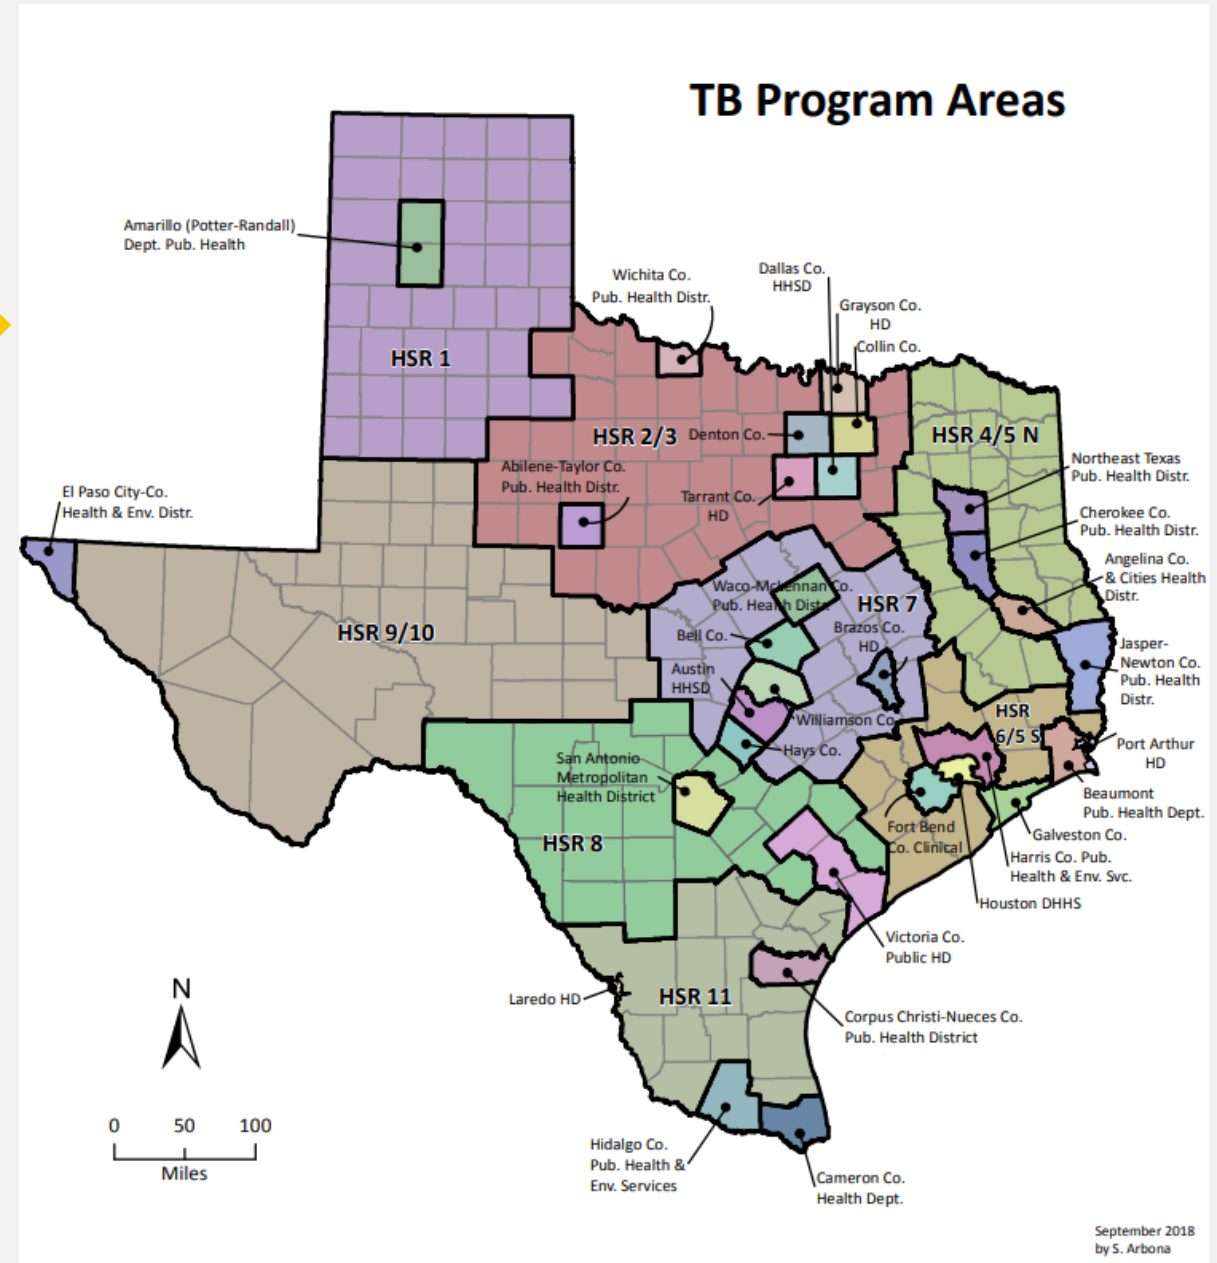 TB Program Areas
Amarillo (Potter-Randall)
Dept. Pub. Health
Wichita Co.
Pub. Health Distr.
Dallas Co.
HHSD
Grayson Co.
HD
Collin Co.
HSR 1
HSR 2/3
Denton Co.
HSR 4/5 N
Abilene-Taylor Co.
Pub. Health Distr.
Tarrant Co.
HD
Northeast Texas
Pub. Health Distr.
El Paso City-Co.
Health & Env. Distr.
Cherokee Co.
Pub. Health Distr.
Angelina Co.
& Cities Health
Distr.
Waco-McLennan Co.
Pub. Health Distr.
HSR 7
HSR 9/10
Bell Co.
Brazos Co.
HD
Jasper-
Newton Co.
Pub. Health
Distr.
Austin
HHSD
Williamson Co.
HSR
6/5 S
Hays Co.
Port Arthur
HD
San Antonio
Metropolitan
Health District
Beaumont
Pub. Health Dept.
HSR 8
Fort Bend
Co. Clinical
Galveston Co.
Harris Co. Pub.
Health & Env. Svc.
Houston DHHS
Victoria Co.
Public HD
Laredo HD
HSR 11
Corpus Christi-Nueces Co.
Pub. Health District
N
0 50 100
Miles
Hidalgo Co.
Pub. Health &
Env. Services
Cameron Co.
Health Dept.
September 2018
by S. Arbona